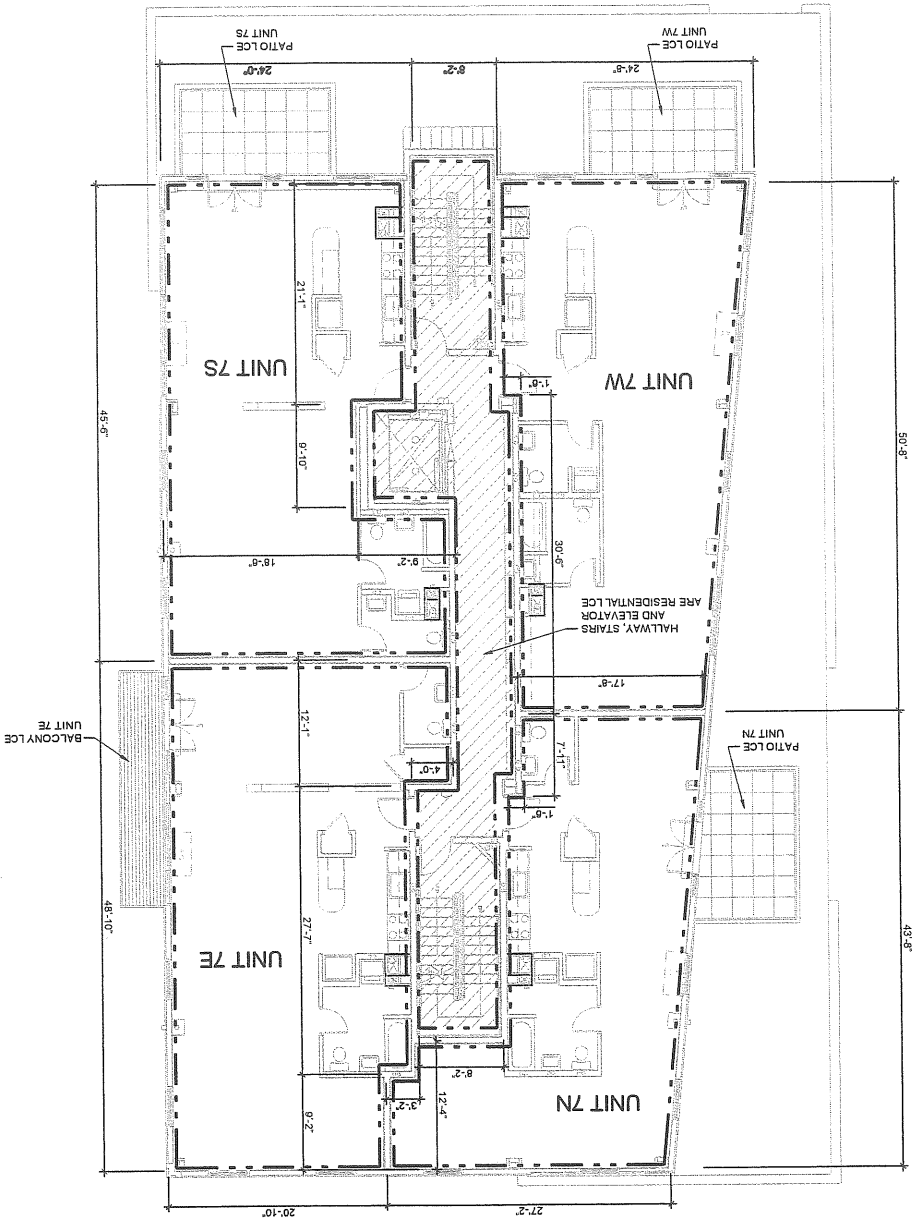 27'-2"
20'-10"
UNIT 7N
12'-4"
3'-2"
9'-2"
8'-2"
43'-8"
48'-10"
UNIT 7E
27'-7"
PATIO LCE
UNIT 7N
7'-11"
1'-8"
4'-0"
12'-1"
BALCONY LCE
UNIT 7E
17'-8"
HALLWAY, STAIRS
AND ELEVATOR
ARE RESIDENTIAL LCE
30'-6"
9'-2"
18'-8"
50'-8"
45'-6"
9'-10"
1'-8"
UNIT 7W
UNIT 7S
21'-1"
24'-8"
8'-2"
24'-0"
PATIO LCE
UNIT 7W
PATIO LCE
UNIT 7S